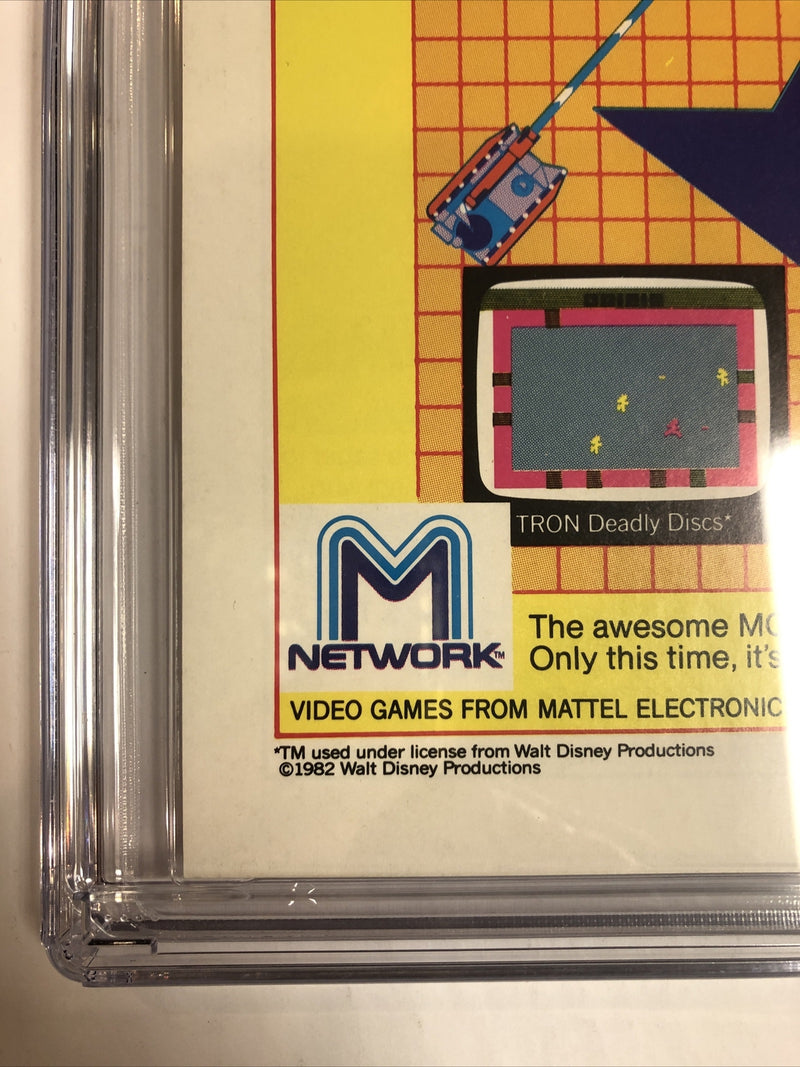 TRON Deadly Discs*
M
NETWORK™
The awesome MC
Only this time, it's
VIDEO GAMES FROM MATTEL ELECTRONIC
*TM used under license from Walt Disney Productions
©1982 Walt Disney Productions